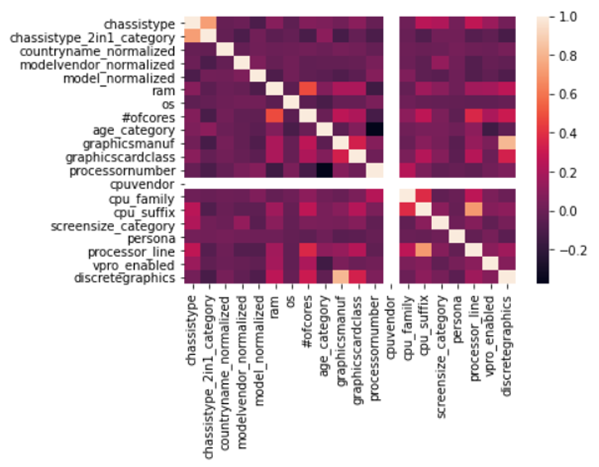 chassistype
chassistype_2in1_category
countryname_normalized
modelvendor_normalized
model_normalized
ram
os
#ofcores
age_category
graphicsmanuf
graphicscardclass
processornumber
cpuvendor
cpu_family
cpu_suffix
screensize_category
persona
processor_line
vpro_enabled
discretegraphics
1.0
0.8
0.6
0.4
0.2
0.0
−0.2
chassistype
chassistype_2in1_category
countryname_normalized
modelvendor_normalized
model_normalized
ram
os
#ofcores
age_category
graphicsmanuf
graphicscardclass
processornumber
cpuvendor
cpu_family
cpu_suffix
screensize_category
persona
processor_line
vpro_enabled
discretegraphics